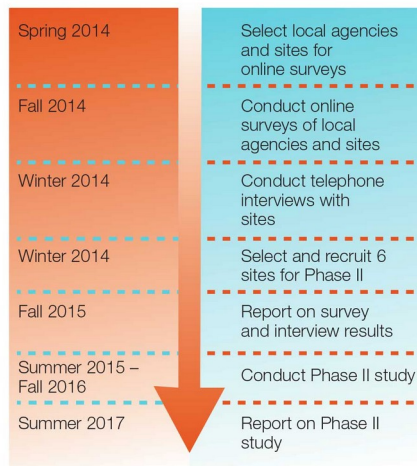 Spring 2014
Select local agencies
and sites for
online surveys
Fall 2014
Conduct online
surveys of local
agencies and sites
Winter 2014
Conduct telephone
interviews with
sites
Winter 2014
Select and recruit 6
sites for Phase II
Fall 2015
Report on survey
and interview results
Summer 2015 –
Fall 2016
Conduct Phase II study
Summer 2017
Report on Phase II
study